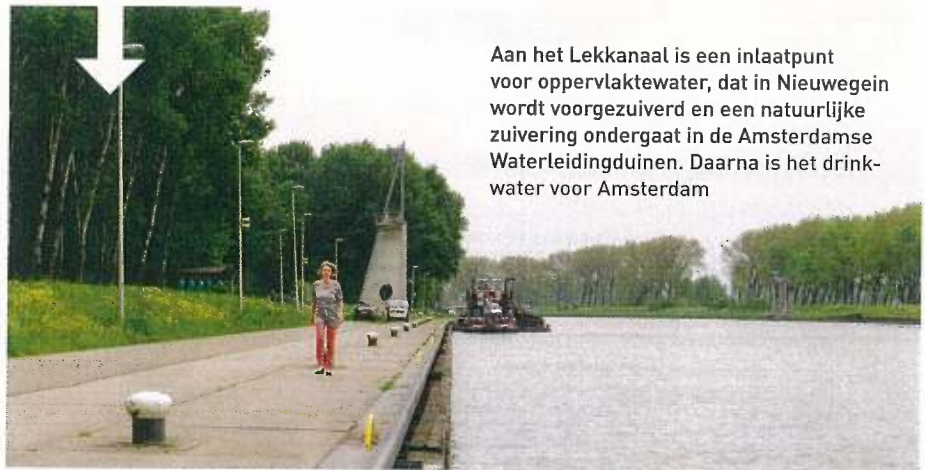 Aan het Lekkanaal is een inlaatpunt
voor oppervlaktewater, dat in Nieuwegein
wordt voorgezuiverd en een natuurlijke
zuivering ondergaat in de Amsterdamse
Waterleidingduinen. Daarna is het drink-
water voor Amsterdam